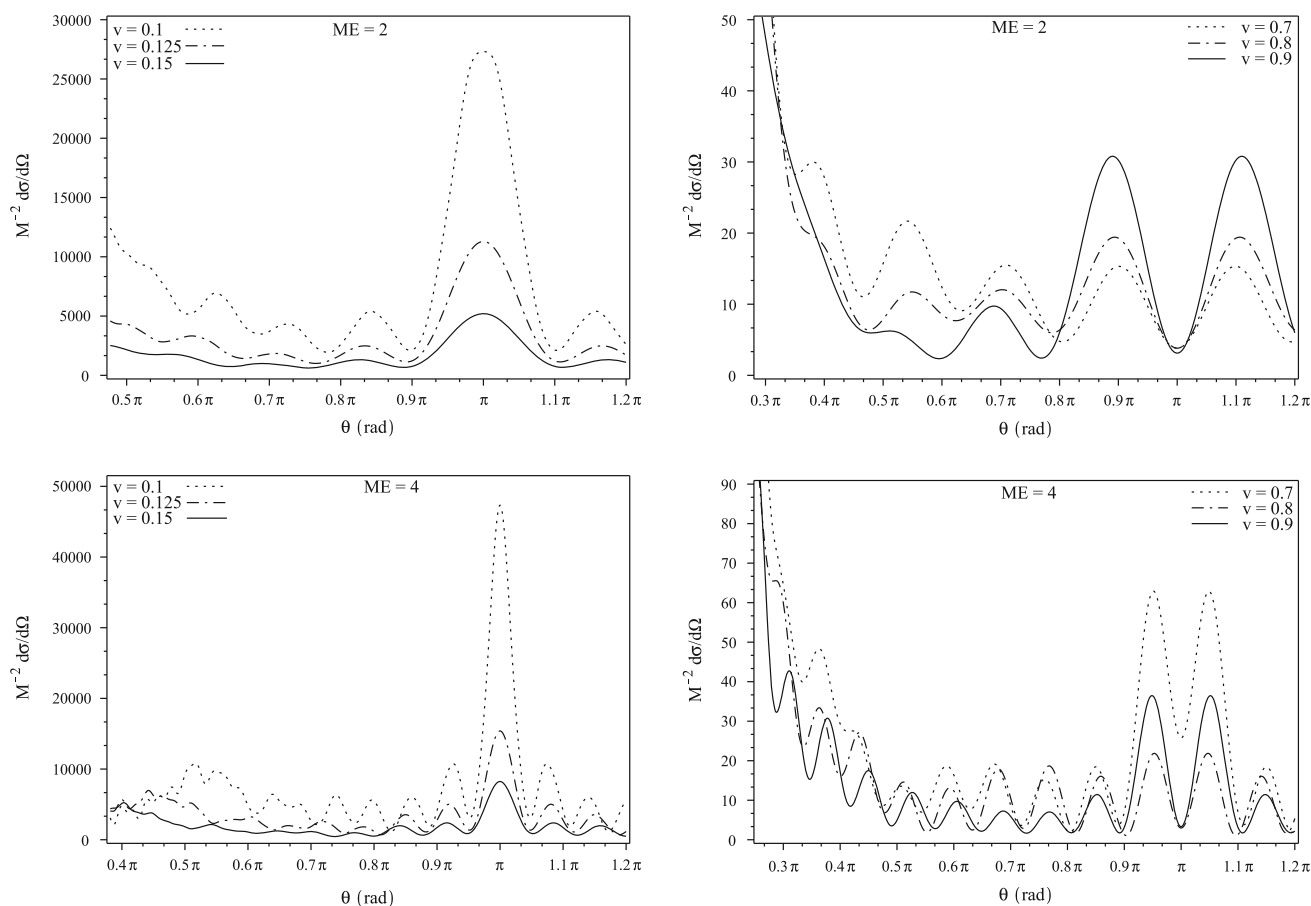 ME = 2
v = 0.1
v = 0.125
v = 0.15
30000
25000
20000
15000
10000
5000
0
M⁻² dσ/dΩ
0.5π 0.6π 0.7π 0.8π 0.9π π 1.1π 1.2π
θ (rad)
ME = 2
v = 0.7
v = 0.8
v = 0.9
50
40
30
20
10
0
M⁻² dσ/dΩ
0.3π 0.4π 0.5π 0.6π 0.7π 0.8π 0.9π π 1.1π 1.2π
θ (rad)
ME = 4
v = 0.1
v = 0.125
v = 0.15
50000
40000
30000
20000
10000
0
M⁻² dσ/dΩ
0.4π 0.5π 0.6π 0.7π 0.8π 0.9π π 1.1π 1.2π
θ (rad)
ME = 4
v = 0.7
v = 0.8
v = 0.9
90
80
70
60
50
40
30
20
10
0
M⁻² dσ/dΩ
0.3π 0.4π 0.5π 0.6π 0.7π 0.8π 0.9π π 1.1π 1.2π
θ (rad)